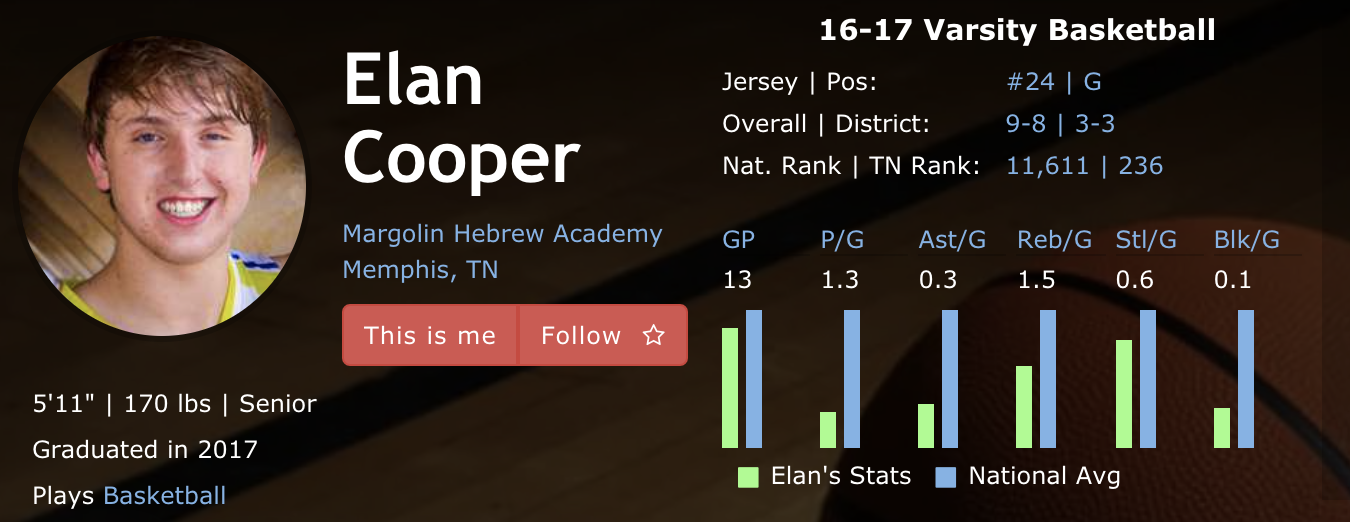 Elan
Cooper
Margolin Hebrew Academy
Memphis, TN
This is me
Follow
5'11" | 170 lbs | Senior
Graduated in 2017
Plays Basketball
16-17 Varsity Basketball
Jersey | Pos: #24 | G
Overall | District: 9-8 | 3-3
Nat. Rank | TN Rank: 11,611 | 236
GP P/G Ast/G Reb/G Stl/G Blk/G
13 1.3 0.3 1.5 0.6 0.1
Elan's Stats National Avg